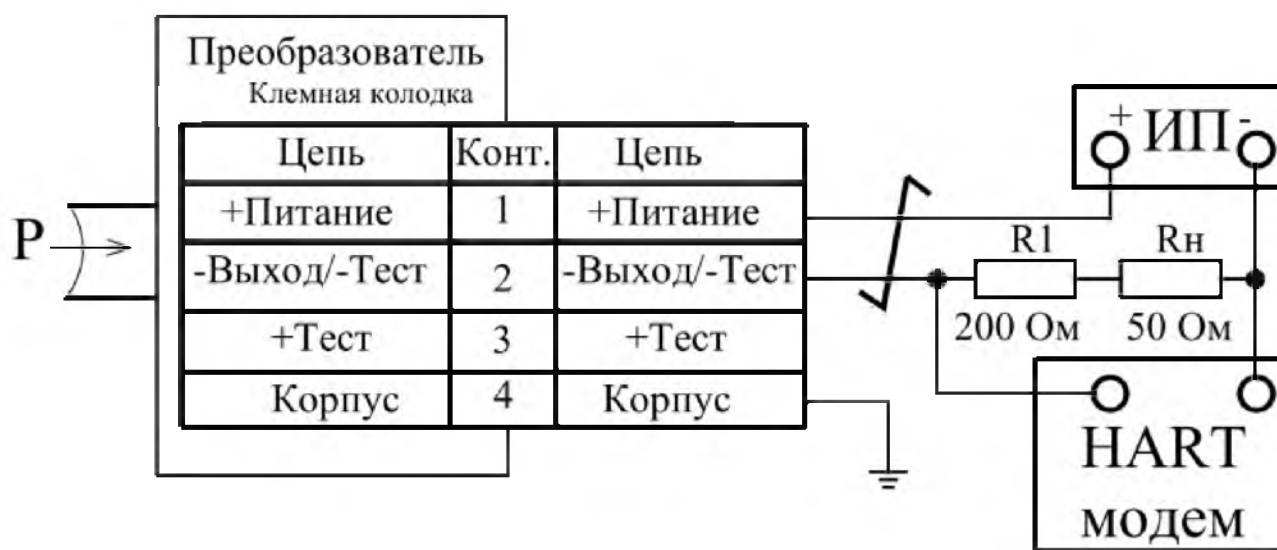 Преобразователь
Клемная колодка
Цепь Конт. Цепь
+Питание 1 +Питание
-Выход/-Тест 2 -Выход/-Тест
+Тест 3 +Тест
Корпус 4 Корпус
P
+ ИП -
R1 Rн
200 Ом 50 Ом
HART
модем